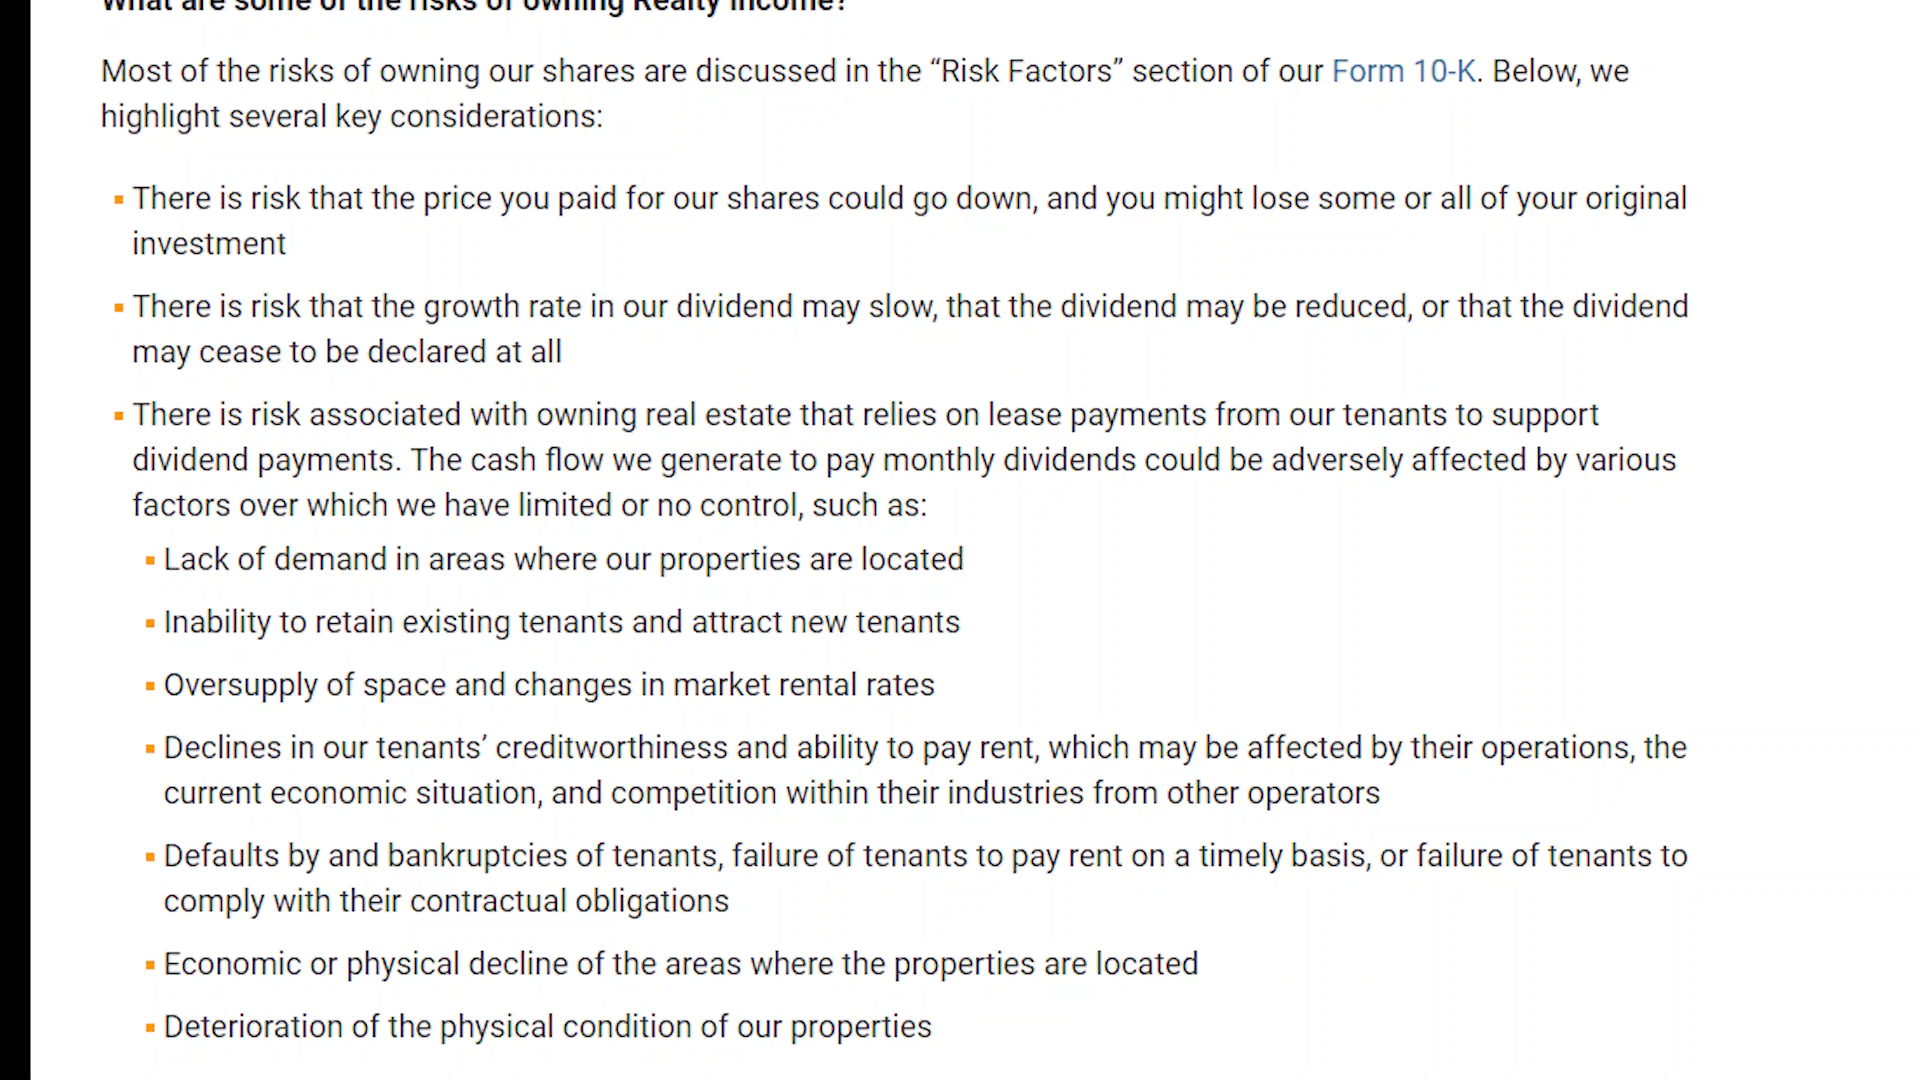 What are some of the risks of owning Realty Income?
Most of the risks of owning our shares are discussed in the “Risk Factors” section of our Form 10-K. Below, we
highlight several key considerations:
There is risk that the price you paid for our shares could go down, and you might lose some or all of your original
investment
There is risk that the growth rate in our dividend may slow, that the dividend may be reduced, or that the dividend
may cease to be declared at all
There is risk associated with owning real estate that relies on lease payments from our tenants to support
dividend payments. The cash flow we generate to pay monthly dividends could be adversely affected by various
factors over which we have limited or no control, such as:
Lack of demand in areas where our properties are located
Inability to retain existing tenants and attract new tenants
Oversupply of space and changes in market rental rates
Declines in our tenants’ creditworthiness and ability to pay rent, which may be affected by their operations, the
current economic situation, and competition within their industries from other operators
Defaults by and bankruptcies of tenants, failure of tenants to pay rent on a timely basis, or failure of tenants to
comply with their contractual obligations
Economic or physical decline of the areas where the properties are located
Deterioration of the physical condition of our properties